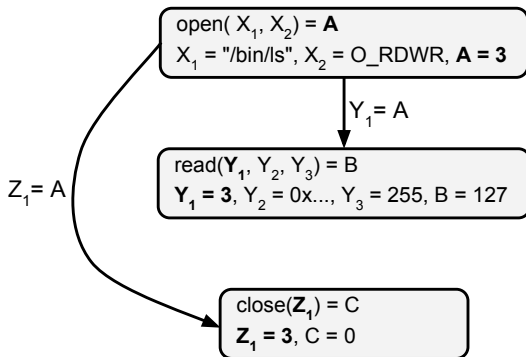 open( X₁, X₂) = A
X₁ = "/bin/ls", X₂ = O_RDWR, A = 3
Y₁ = A
read(Y₁, Y₂, Y₃) = B
Y₁ = 3, Y₂ = 0x..., Y₃ = 255, B = 127
Z₁= A
close(Z₁) = C
Z₁ = 3, C = 0